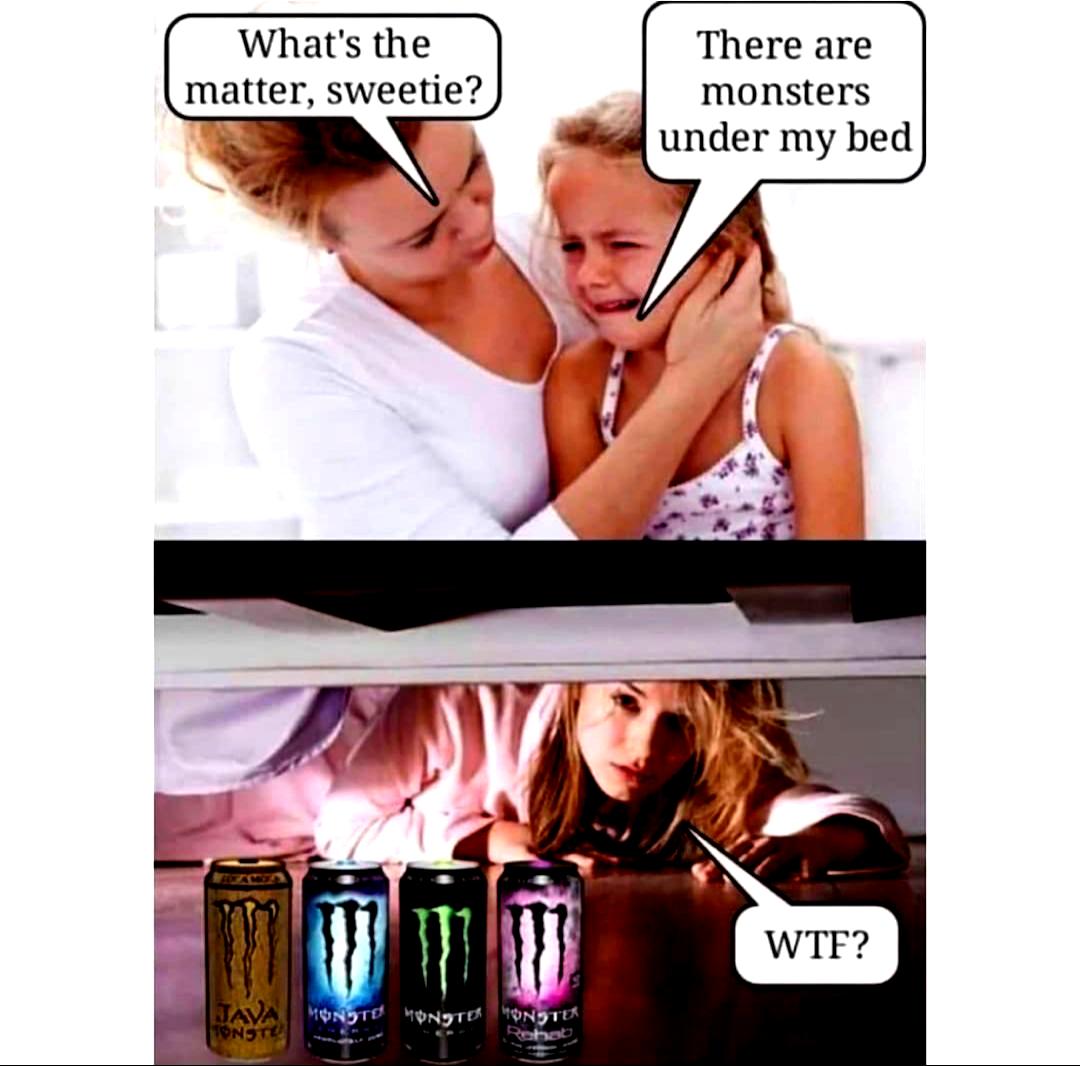 What's the
matter, sweetie?
There are
monsters
under my bed
JAVA
MONSTER
MONSTER
MONSTER
MONSTER
Rehab
WTF?